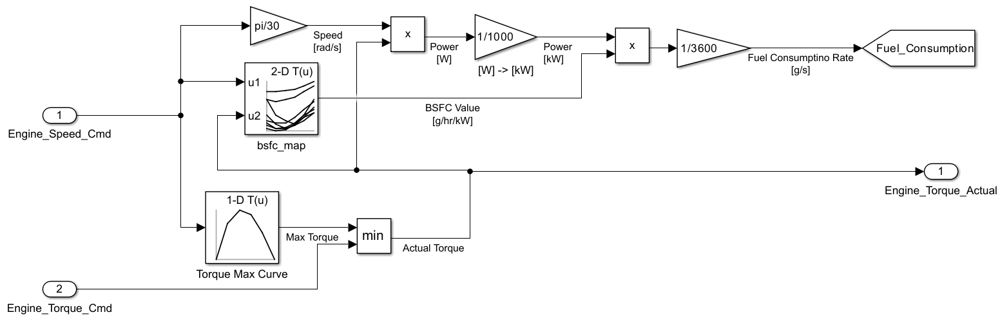 pi/30
Speed
[rad/s]
x
Power
[W]
1/1000
[W] -> [kW]
Power
[kW]
x
1/3600
Fuel Consumptino Rate
[g/s]
Fuel_Consumption
2-D T(u)
u1
u2
bsfc_map
BSFC Value
[g/hr/kW]
1
Engine_Speed_Cmd
1
Engine_Torque_Actual
1-D T(u)
Torque Max Curve
Max Torque
min
Actual Torque
2
Engine_Torque_Cmd